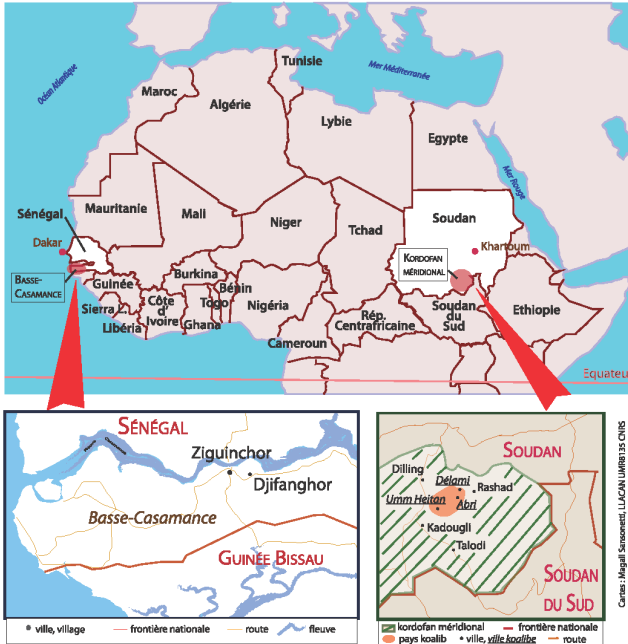 Océan Atlantique
Mer Méditerranée
Tunisie
Maroc
Algérie
Lybie
Egypte
Mer Rouge
Mauritanie
Mali
Niger
Tchad
Soudan
Sénégal
Dakar
Khartoum
KORDOFAN
MÉRIDIONAL
BASSE-
CASAMANCE
Guinée
Burkina
Bénin
Sierra L.
Côte
d'
Ivoire
Togo
Ghana
Nigéria
Libéria
Cameroun
Rép.
Centrafricaine
Soudan
du
Sud
Ethiopie
Equateur
SÉNÉGAL
Ziguinchor
Djifanghor
Basse-Casamance
GUINÉE BISSAU
ville, village
frontière nationale
route
fleuve
SOUDAN
Dilling
Délami
Rashad
Umm Heitan
Abri
Kadougli
Talodi
SOUDAN
DU SUD
kordofan méridional
frontière nationale
pays koalib
ville, ville koalibe
route
Cartes : Magali Sansonetti, LLACAN UMR8135 CNRS